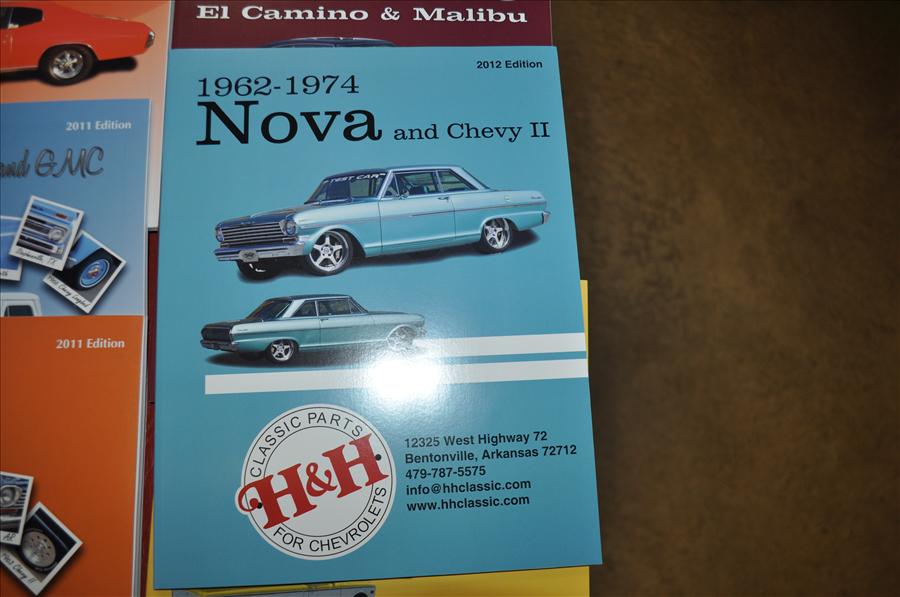 El Camino & Malibu
2012 Edition
1962-1974
Nova and Chevy II
TEST CAR
CLASSIC PARTS
H&H
FOR CHEVROLETS
12325 West Highway 72
Bentonville, Arkansas 72712
479-787-5575
info@hhclassic.com
www.hhclassic.com
2011 Edition
and GMC
2011 Edition